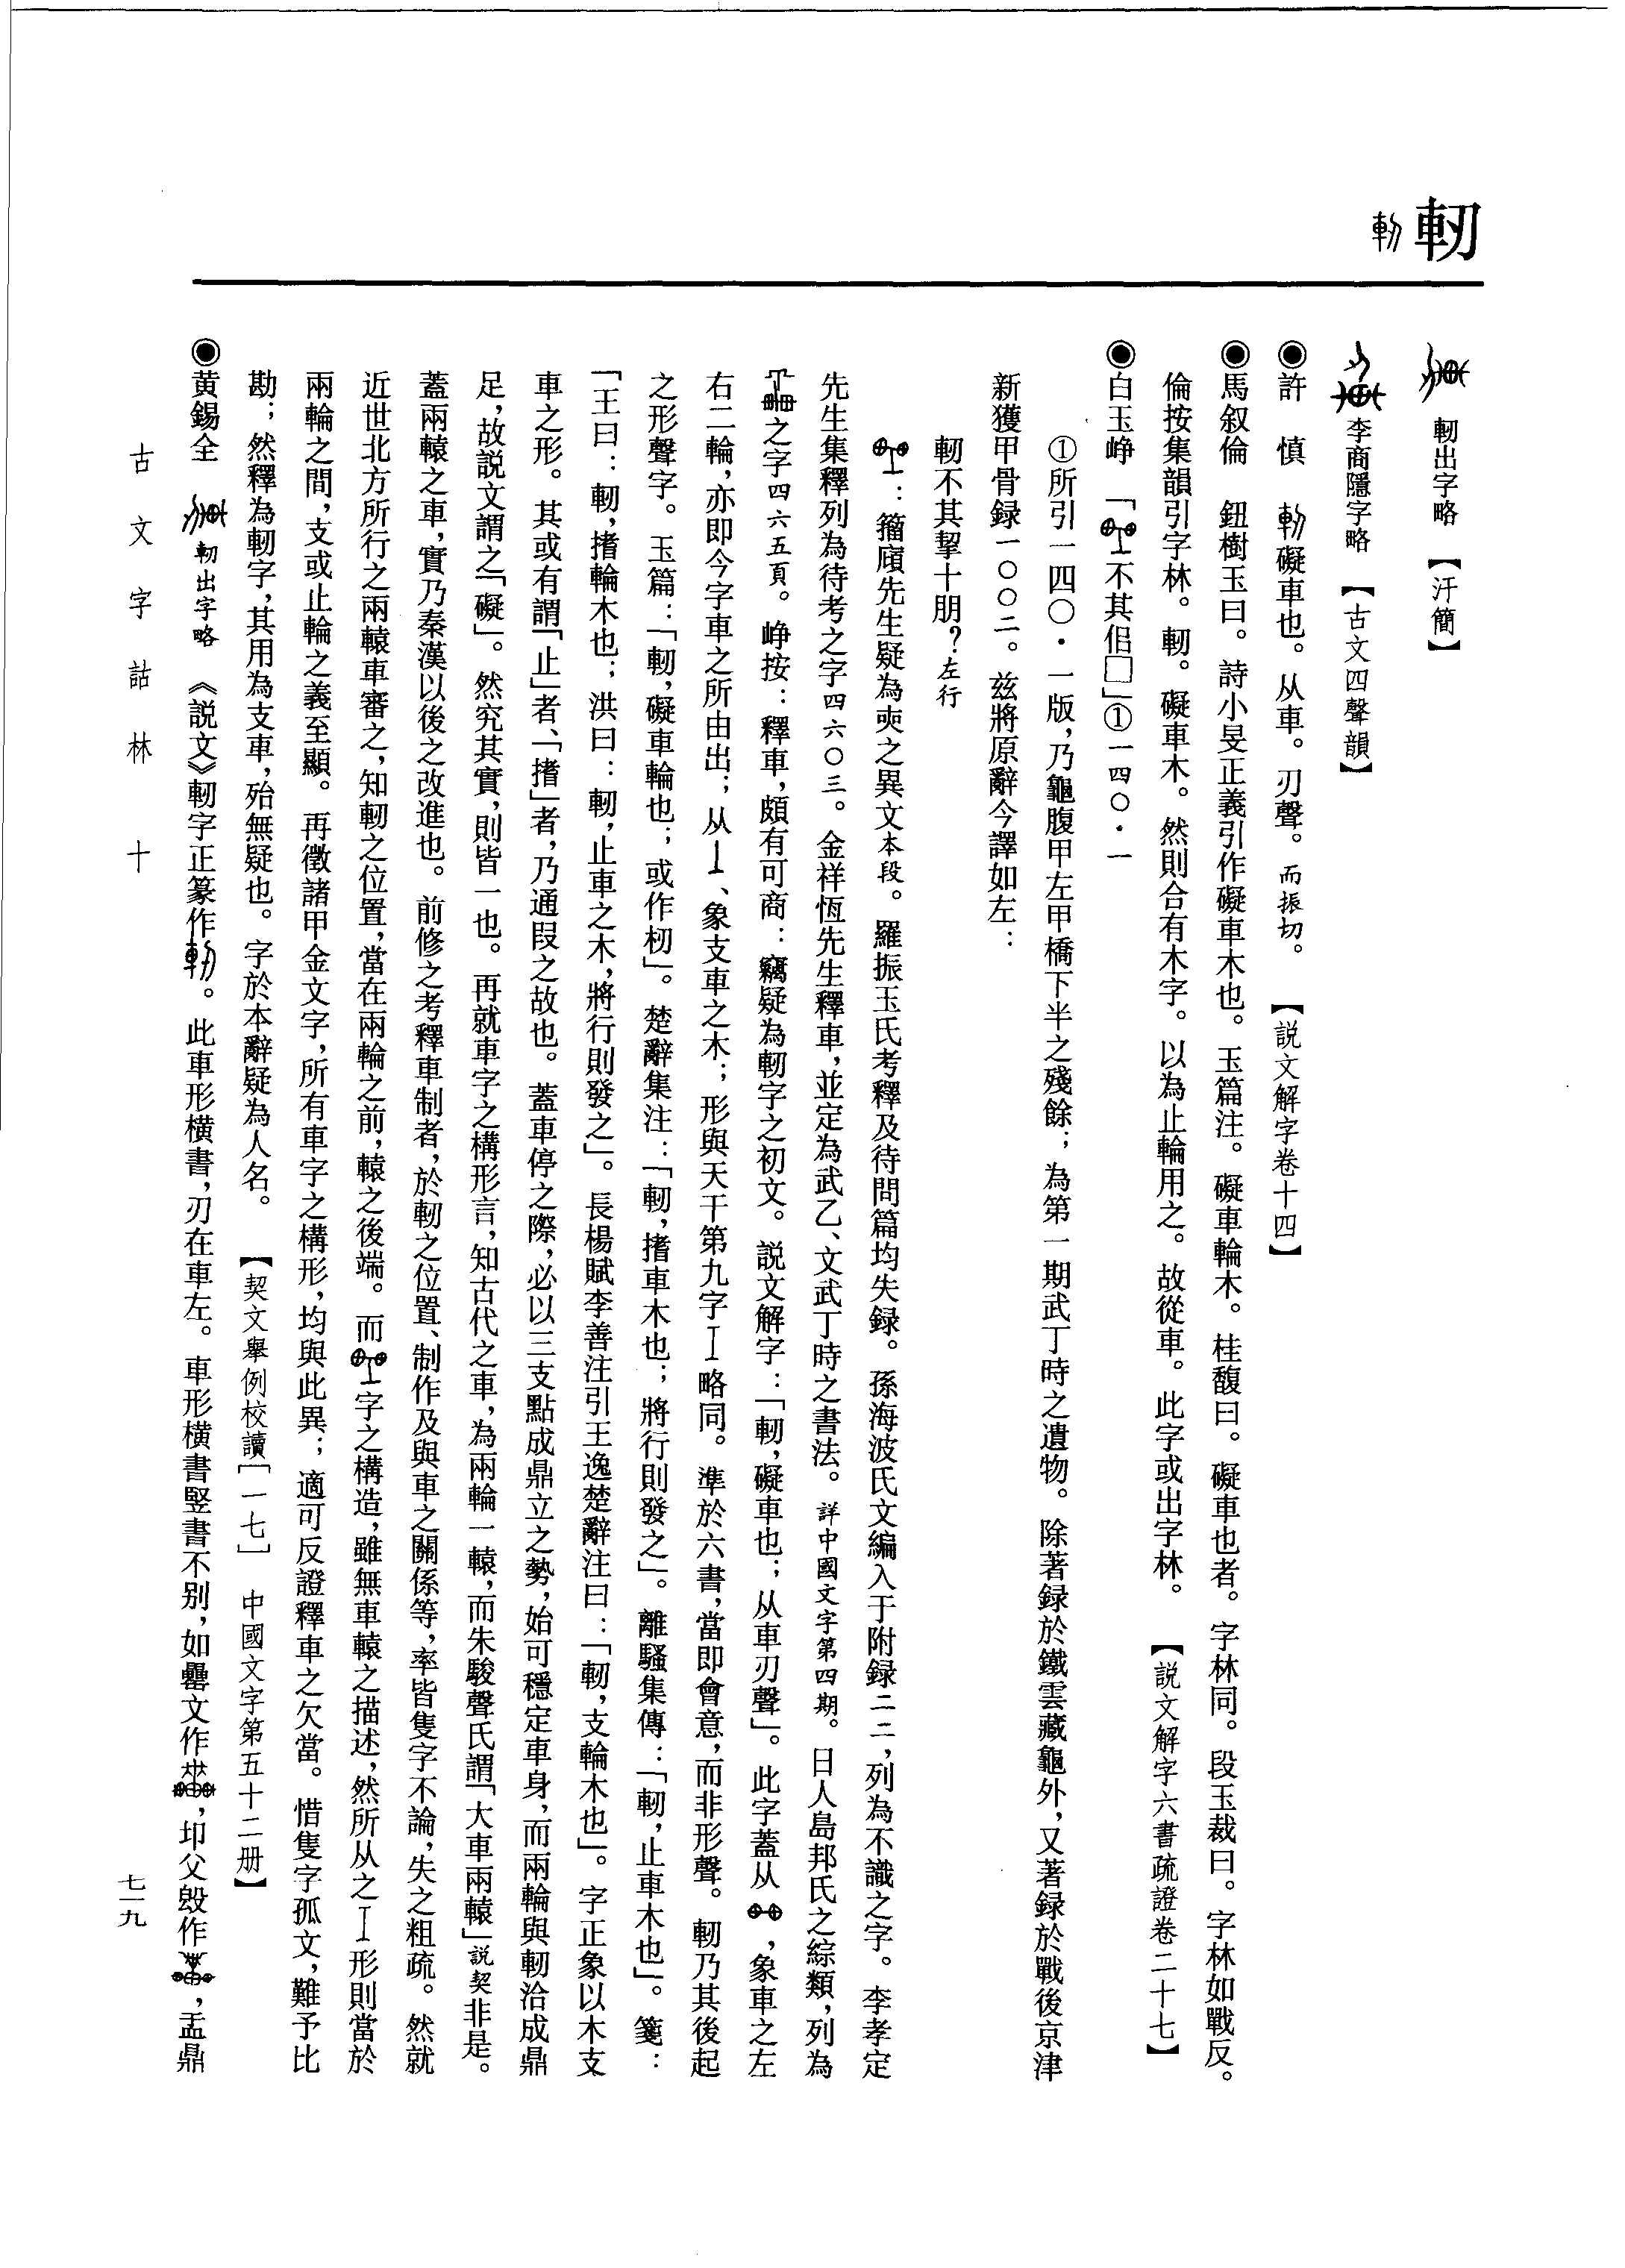 軔
軔出字略　【汗簡】
李商隱字略　【古文四聲韻】
◉許　慎　礙車也。从車。刃聲。而振切。　【説文解字卷十四】
◉馬叙倫　鈕樹玉曰。詩小旻正義引作礙車木也。玉篇注。礙車輪木。桂馥曰。礙車也者。字林同。段玉裁曰。字林如戰反。
倫按集韻引字林。軔。礙車木。然則合有木字。以為止輪用之。故從車。此字或出字林。　【説文解字六書疏證卷二十七】
◉白玉崢　「不其佀□」①一四〇·一
①所引一四〇·一版，乃龜腹甲左甲橋下半之殘餘；為第一期武丁時之遺物。除著録於鐵雲藏龜外，又著録於戰後京津
新獲甲骨録一〇〇二。兹將原辭今譯如左：
軔不其挈十朋？左行
：籀廎先生疑為㚒之異文本段。羅振玉氏考釋及待問篇均失録。孫海波氏文編入于附録二二，列為不識之字。李孝定
先生集釋列為待考之字四六〇三。金祥恆先生釋車，並定為武乙、文武丁時之書法。詳中國文字第四期。日人島邦氏之綜類，列為
之字四六五頁。崢按：釋車，頗有可商：竊疑為軔字之初文。説文解字：「軔，礙車也；从車刃聲」。此字蓋从，象車之左
右二輪，亦即今字車之所由出；从、象支車之木；形與天干第九字略同。準於六書，當即會意，而非形聲。軔乃其後起
之形聲字。玉篇：「軔，礙車輪也；或作杒」。楚辭集注：「軔，搘車木也；將行則發之」。離騷集傳：「軔，止車木也」。箋：
「王曰：軔，搘輪木也；洪曰：軔，止車之木，將行則發之」。長楊賦李善注引王逸楚辭注曰：「軔，支輪木也」。字正象以木支
車之形。其或有謂「止」者、「搘」者，乃通叚之故也。蓋車停之際，必以三支點成鼎立之勢，始可穩定車身，而兩輪與軔洽成鼎
足，故説文謂之「礙」。然究其實，則皆一也。再就車字之構形言，知古代之車，為兩輪一轅，而朱駿聲氏謂「大車兩轅」説契非是。
蓋兩轅之車，實乃秦漢以後之改進也。前修之考釋車制者，於軔之位置、制作及與車之關係等，率皆隻字不論，失之粗疏。然就
近世北方所行之兩轅車審之，知軔之位置，當在兩輪之前，轅之後端。而字之構造，雖無車轅之描述，然所从之形則當於
兩輪之間，支或止輪之義至顯。再徵諸甲金文字，所有車字之構形，均與此異；適可反證釋車之欠當。惜隻字孤文，難予比
勘；然釋為軔字，其用為支車，殆無疑也。字於本辭疑為人名。　【契文舉例校讀［一七］　中國文字第五十二册】
◉黄錫全　軔出字略　《説文》軔字正篆作。此車形橫書，刃在車左。車形橫書竪書不别，如罍文作，㘝父毁作，盂鼎
古文字詁林　十
七一九